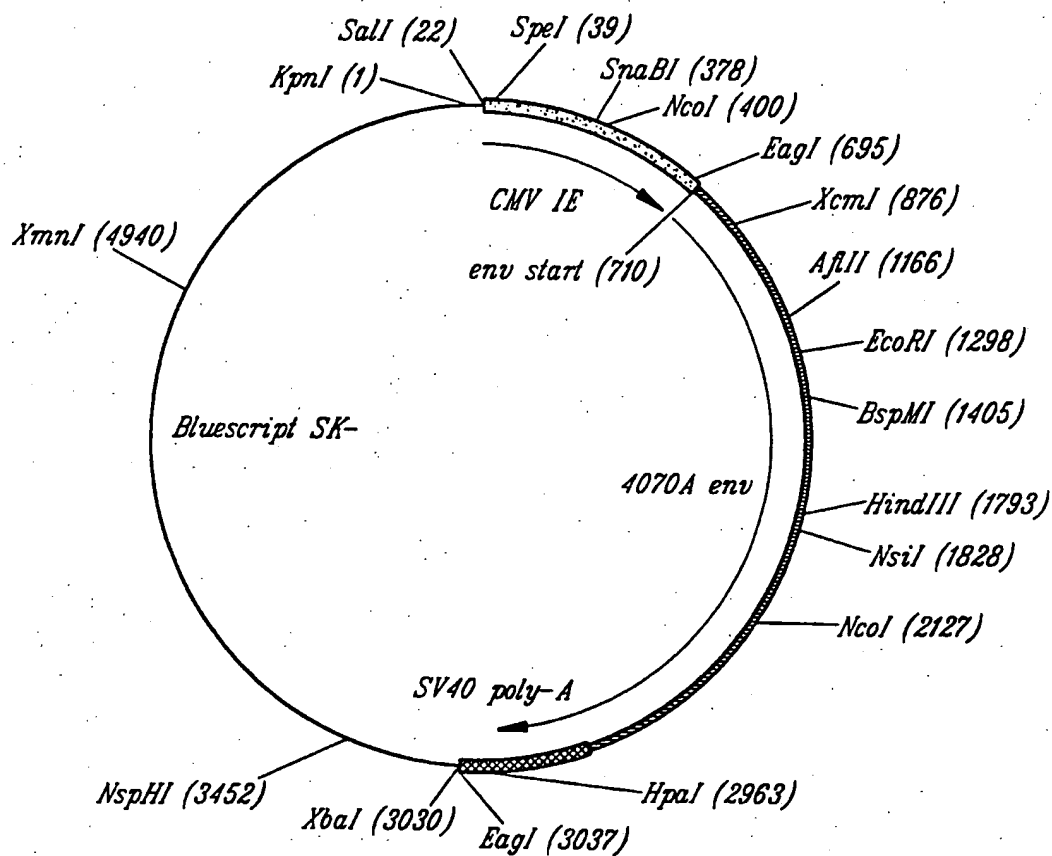 SalI (22)
SpeI (39)
KpnI (1)
SnaBI (378)
NcoI (400)
EagI (695)
CMV IE
XcmI (876)
XmnI (4940)
env start (710)
AflII (1166)
EcoRI (1298)
BspMI (1405)
Bluescript SK-
4070A env
HindIII (1793)
NsiI (1828)
NcoI (2127)
SV40 poly-A
NspHI (3452)
HpaI (2963)
XbaI (3030)
EagI (3037)